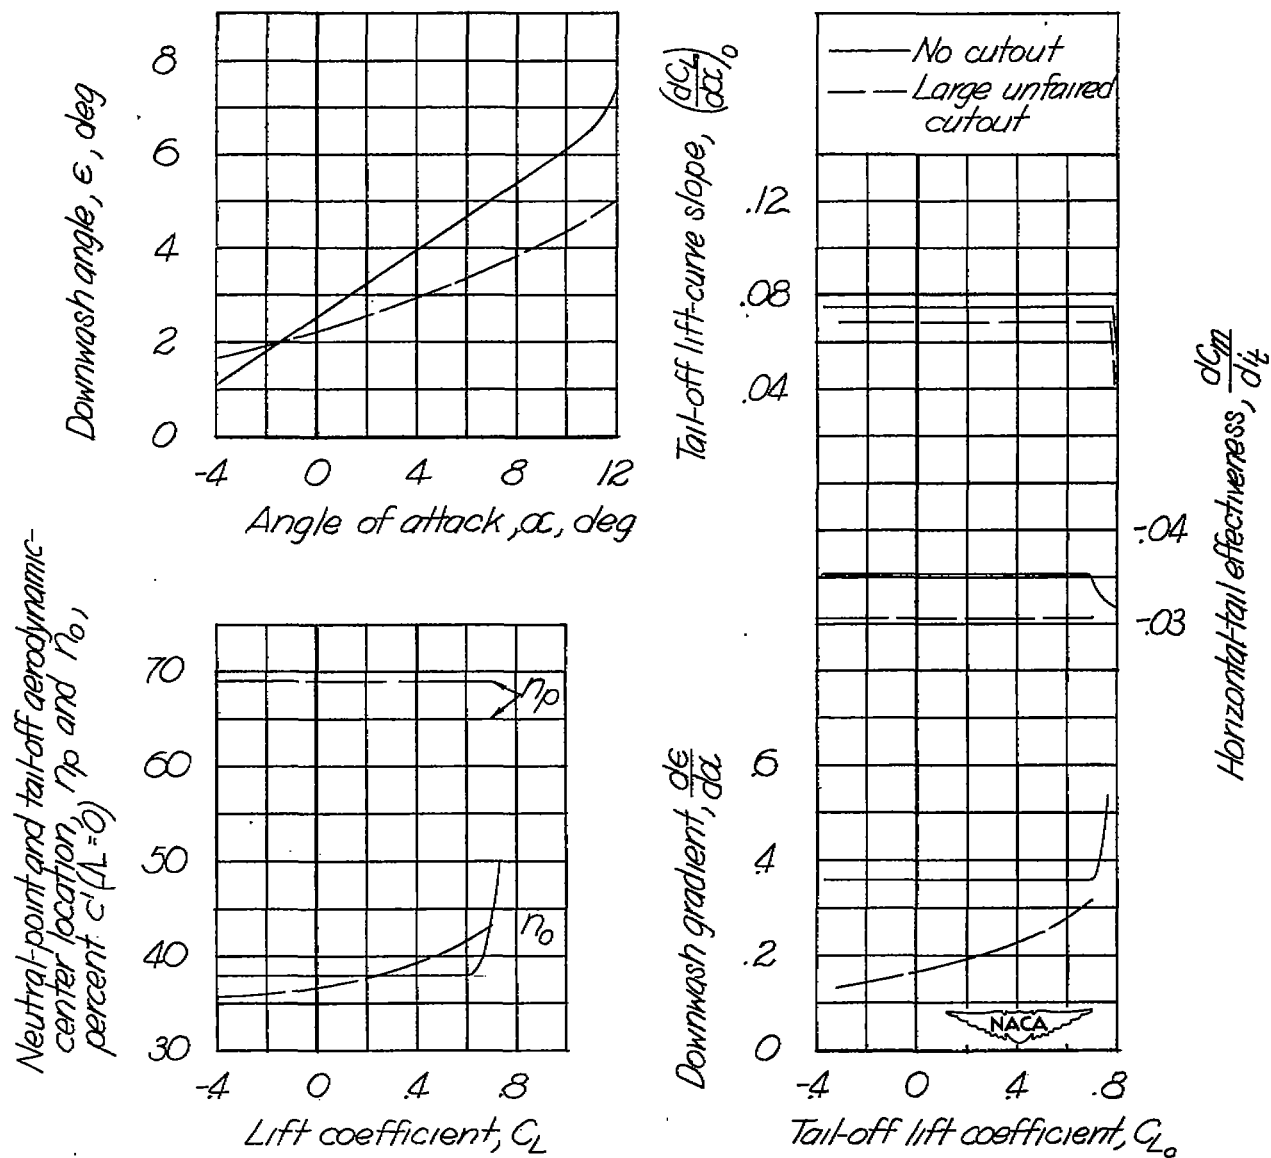 Downwash angle, ϵ, deg
8
6
4
2
0
-4 0 4 8 12
Angle of attack, α, deg
Tail-off lift-curve slope, (dCL/dα)o
No cutout
Large unfaired
cutout
.12
.08
.04
-.04
-.03
Horizontal-tail effectiveness, dCm/dit
Neutral-point and tail-off aerodynamic-
center location, np and no,
percent c' (Λ=0)
70
60
50
40
30
np
no
-.4 0 .4 .8
Lift coefficient, CL
Downwash gradient, dϵ/dα
.6
.4
.2
0
NACA
-.4 0 .4 .8
Tail-off lift coefficient, CLo